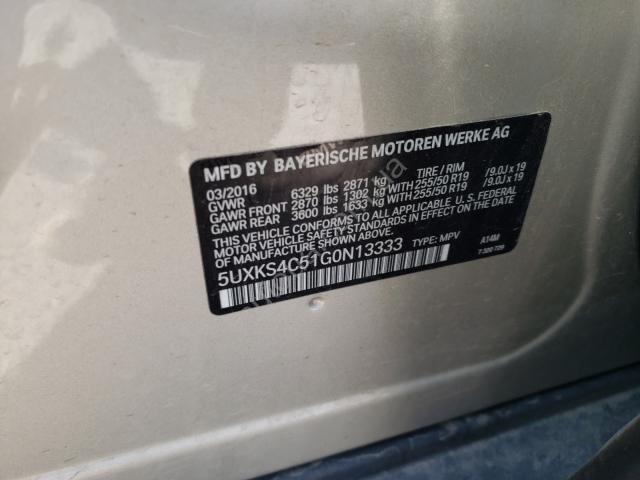 MFD BY BAYERISCHE MOTOREN WERKE AG
03/2016 TIRE / RIM
GVWR 6329 lbs 2871 kg
GAWR FRONT 2870 lbs 1302 kg WITH 255/50 R19 / 9.0J x 19
GAWR REAR 3600 lbs 1633 kg WITH 255/50 R19 / 9.0J x 19
THIS VEHICLE CONFORMS TO ALL APPLICABLE U.S. FEDERAL
MOTOR VEHICLE SAFETY STANDARDS IN EFFECT ON THE DATE
OF MANUFACTURE SHOWN ABOVE.
5UXKS4C51G0N13333 TYPE: MPV A14M